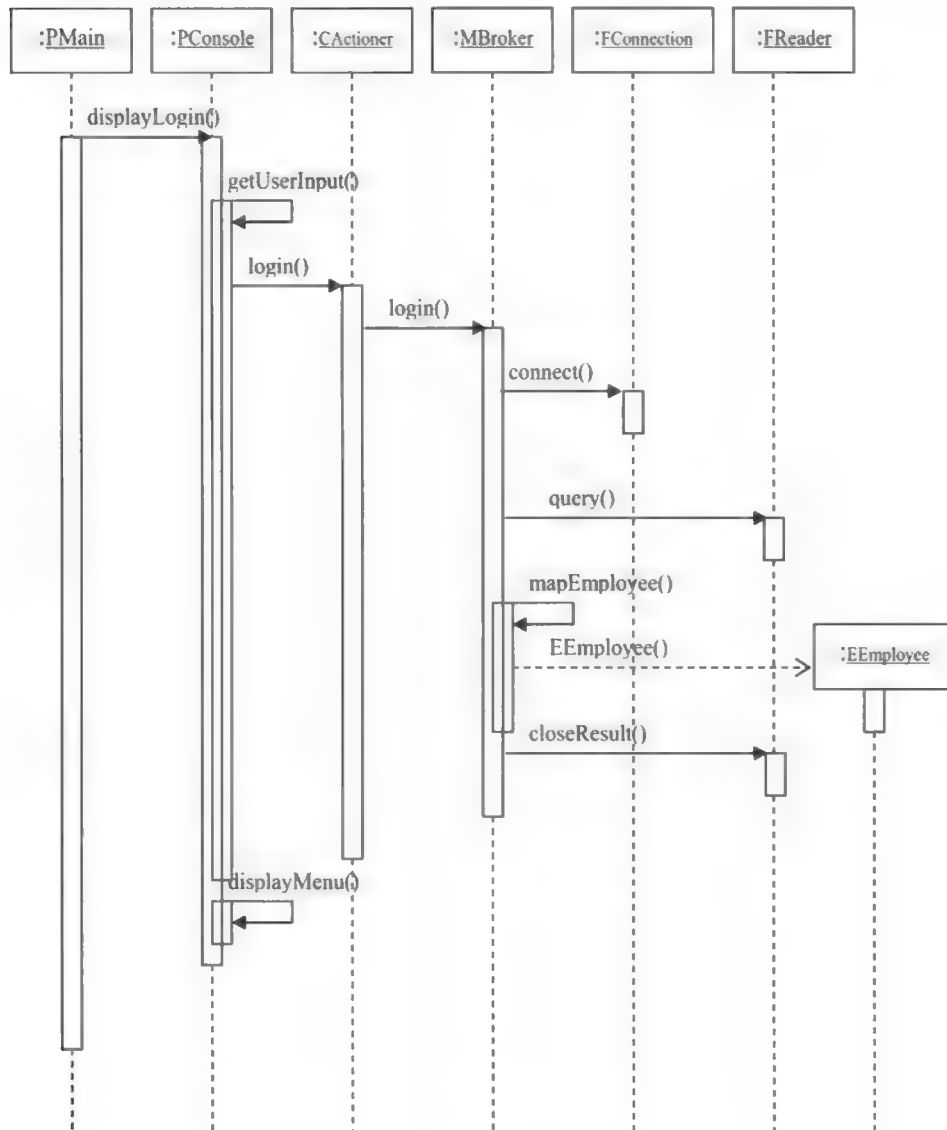 :PMain
:PConsole
:CActioner
:MBroker
:FConnection
:FReader
displayLogin()
getUserInput()
login()
login()
connect()
query()
mapEmployee()
EEmployee()
:EEmployee
closeResult()
displayMenu()